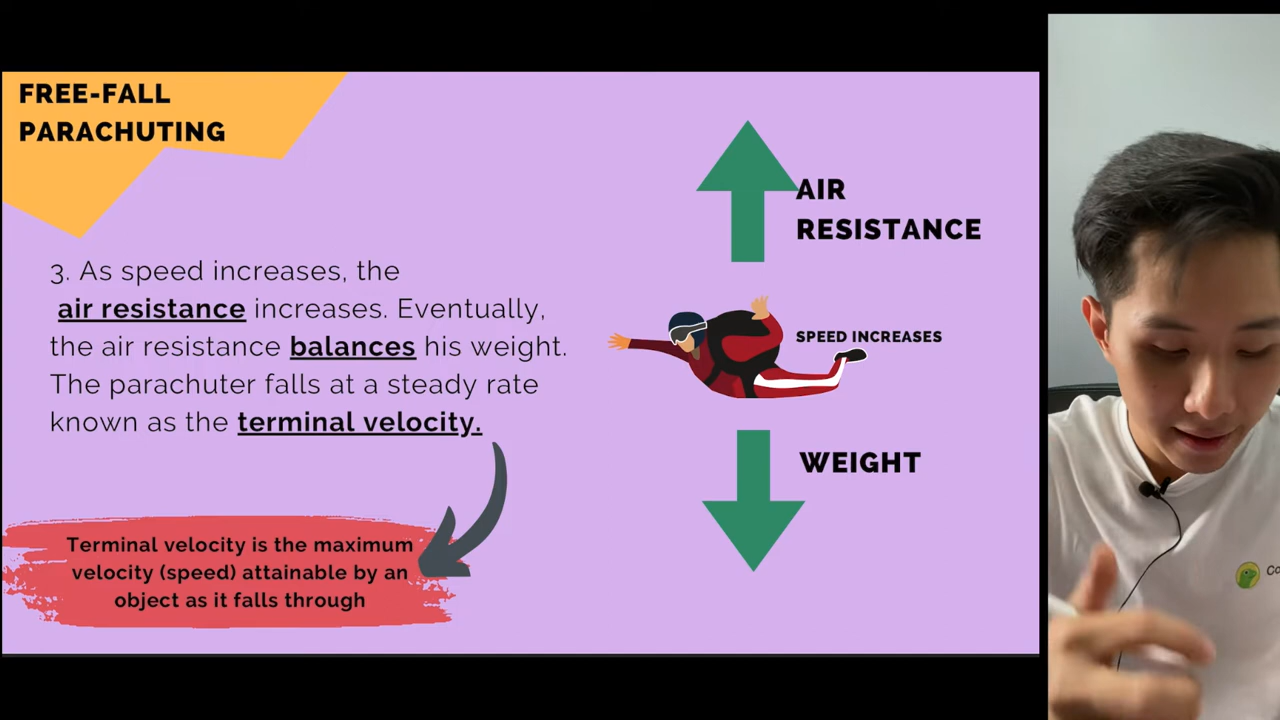 FREE-FALL
PARACHUTING
AIR
RESISTANCE
3. As speed increases, the
air resistance increases. Eventually,
the air resistance balances his weight.
The parachuter falls at a steady rate
known as the terminal velocity.
SPEED INCREASES
WEIGHT
Terminal velocity is the maximum
velocity (speed) attainable by an
object as it falls through